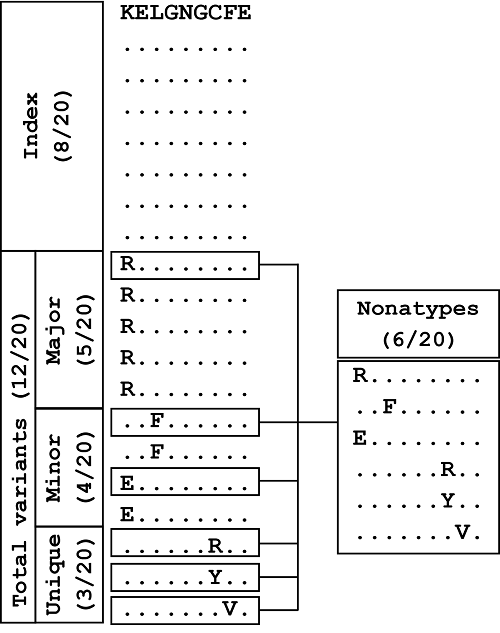 KELGNGCFE
.........
.........
.........
.........
.........
.........
.........
Index
(8/20)
Total variants (12/20)
Major
(5/20)
R........
R........
R........
R........
R........
Minor
(4/20)
..F......
..F......
E........
E........
Unique
(3/20)
......R..
......Y..
.......V.
Nonatypes
(6/20)
R........
..F......
E........
......R..
......Y..
.......V.